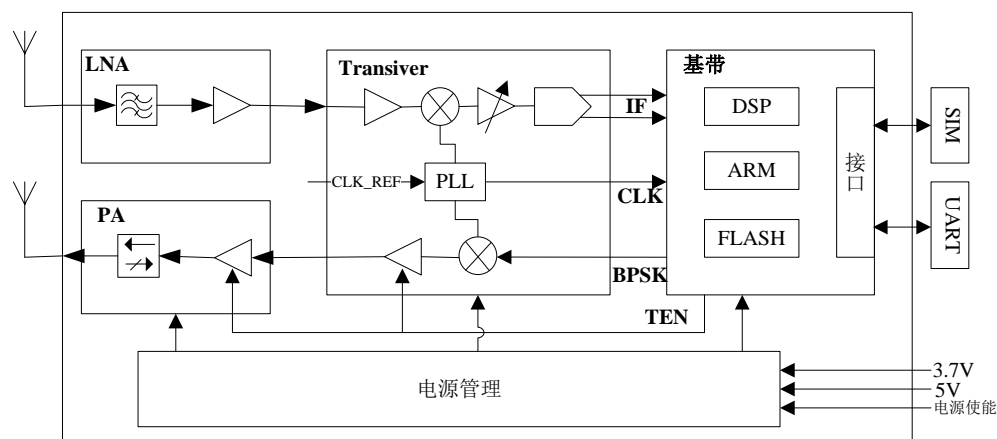 LNA
Transiver
基带
IF
DSP
SIM
CLK_REF
PLL
ARM
接口
CLK
PA
FLASH
UART
BPSK
TEN
电源管理
3.7V
5V
电源使能